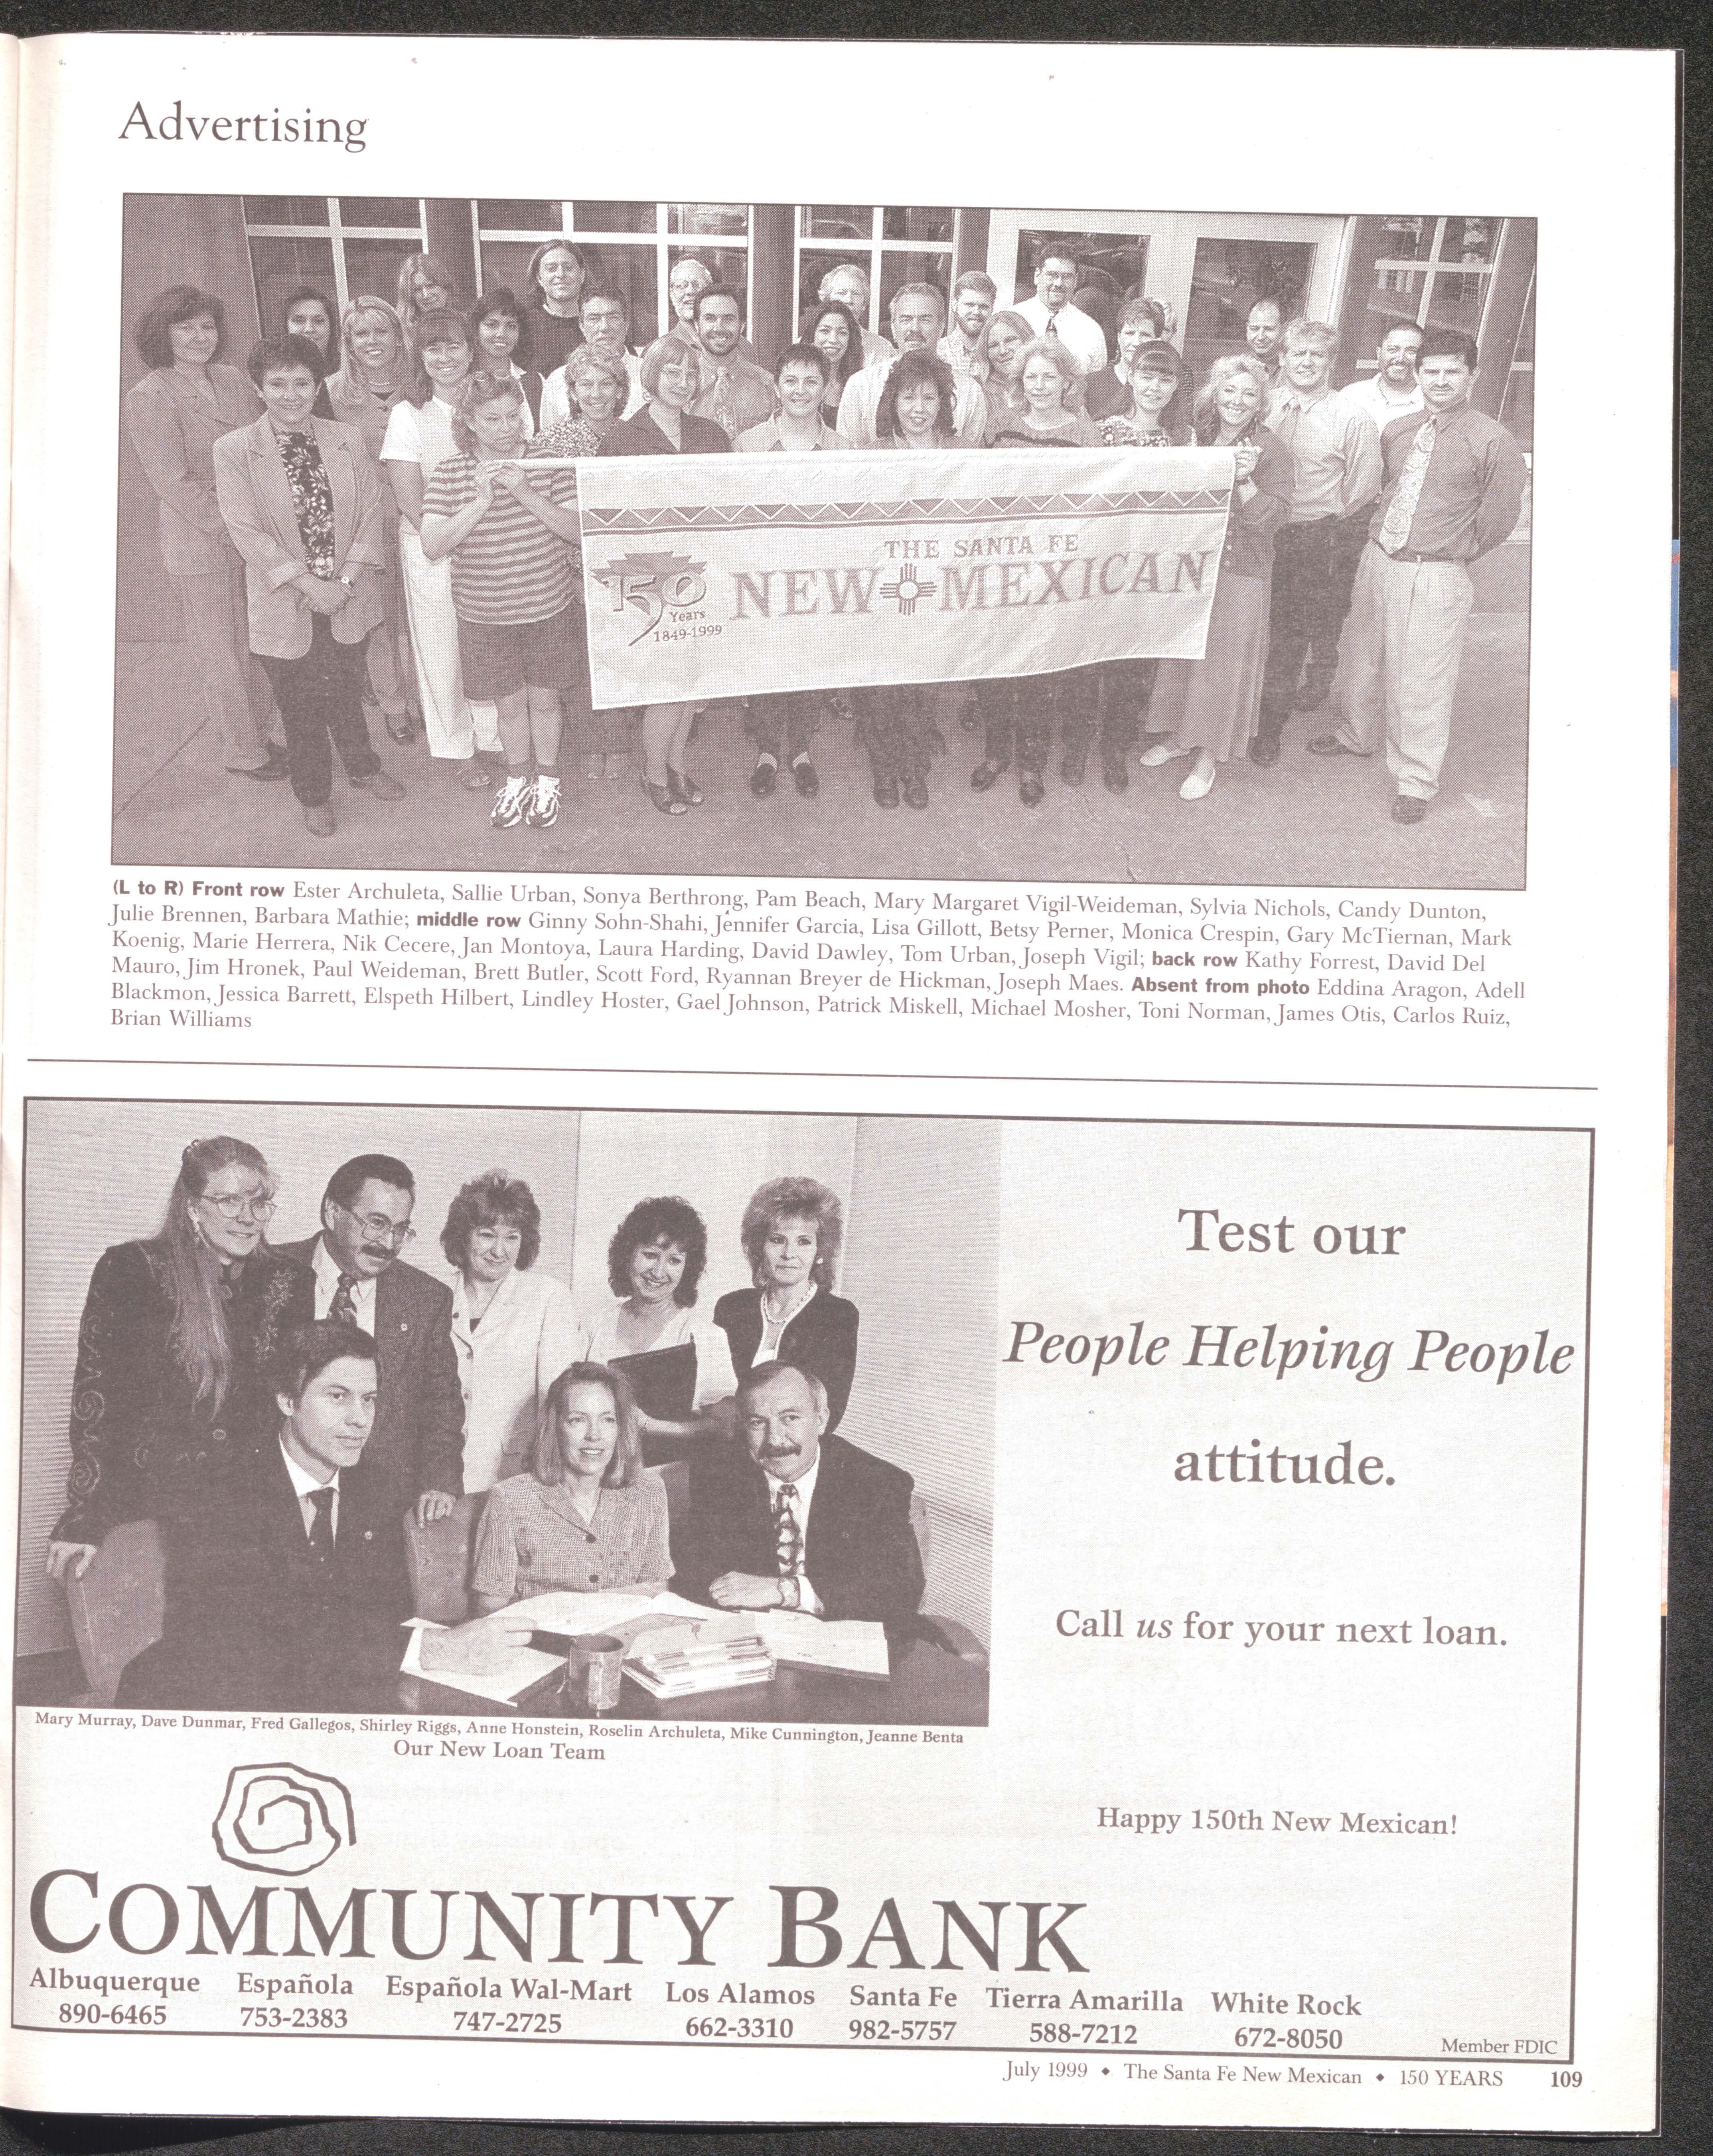 Advertising
THE SANTA FE
NEW MEXICAN
150
Years
1849-1999
(L to R) Front row Ester Archuleta, Sallie Urban, Sonya Berthrong, Pam Beach, Mary Margaret Vigil-Weideman, Sylvia Nichols, Candy Dunton,
Julie Brennen, Barbara Mathie; middle row Ginny Sohn-Shahi, Jennifer Garcia, Lisa Gillott, Betsy Perner, Monica Crespin, Gary McTiernan, Mark
Koenig, Marie Herrera, Nik Cecere, Jan Montoya, Laura Harding, David Dawley, Tom Urban, Joseph Vigil; back row Kathy Forrest, David Del
Mauro, Jim Hronek, Paul Weideman, Brett Butler, Scott Ford, Ryannan Breyer de Hickman, Joseph Maes. Absent from photo Eddina Aragon, Adell
Blackmon, Jessica Barrett, Elspeth Hilbert, Lindley Hoster, Gael Johnson, Patrick Miskell, Michael Mosher, Toni Norman, James Otis, Carlos Ruiz,
Brian Williams
Test our
People Helping People
attitude.
Call us for your next loan.
Mary Murray, Dave Dunmar, Fred Gallegos, Shirley Riggs, Anne Honstein, Roselin Archuleta, Mike Cunnington, Jeanne Benta
Our New Loan Team
Happy 150th New Mexican!
COMMUNITY BANK
Albuquerque Española Española Wal-Mart Los Alamos Santa Fe Tierra Amarilla White Rock
890-6465 753-2383 747-2725 662-3310 982-5757 588-7212 672-8050
Member FDIC
July 1999 ◆ The Santa Fe New Mexican ◆ 150 YEARS 109